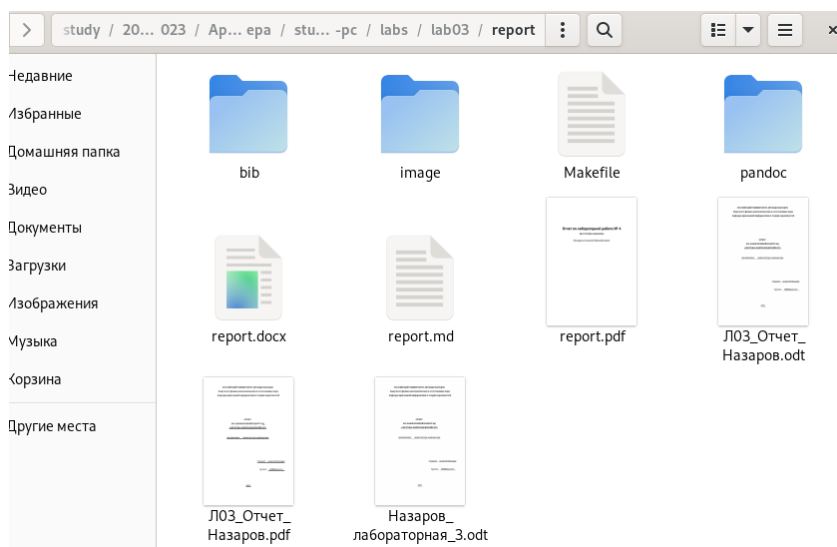 study / 20... 023 / Ap... epa / stu... -pc / labs / lab03 / report
Недавние
Избранные
Домашняя папка
Видео
Документы
Загрузки
Изображения
Музыка
Корзина
Другие места
bib
image
Makefile
pandoc
report.docx
report.md
report.pdf
Л03_Отчет_
Назаров.odt
Л03_Отчет_
Назаров.pdf
Назаров_
лабораторная_3.odt